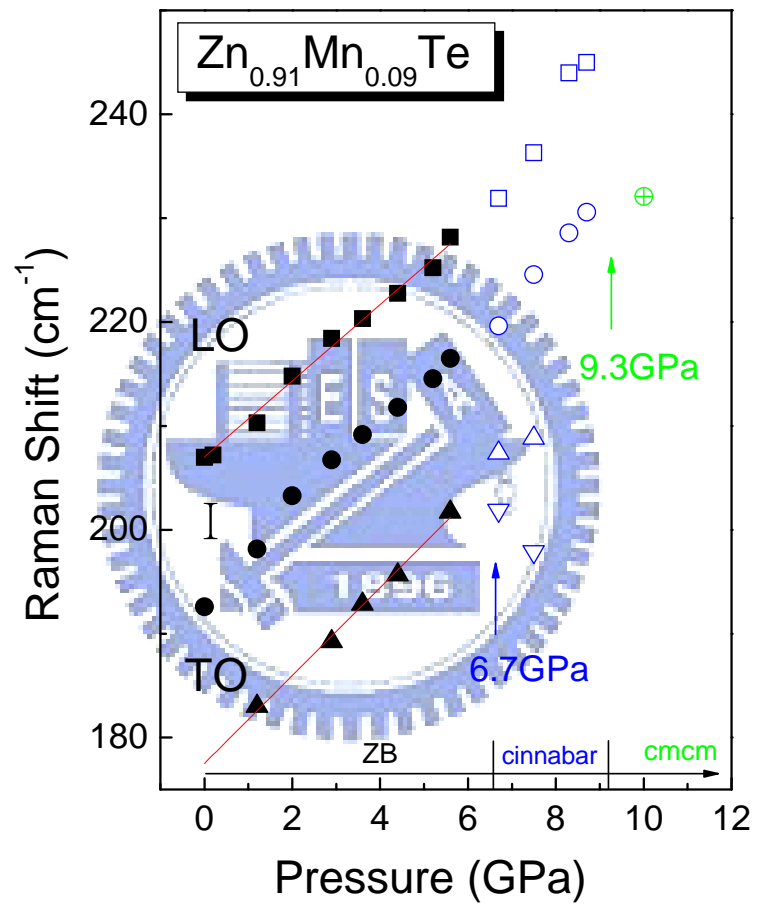 Zn0.91Mn0.09Te
240
220
200
180
Raman Shift (cm-1)
LO
I
TO
ES
1896
9.3GPa
6.7GPa
ZB
cinnabar
cmcm
0 2 4 6 8 10 12
Pressure (GPa)